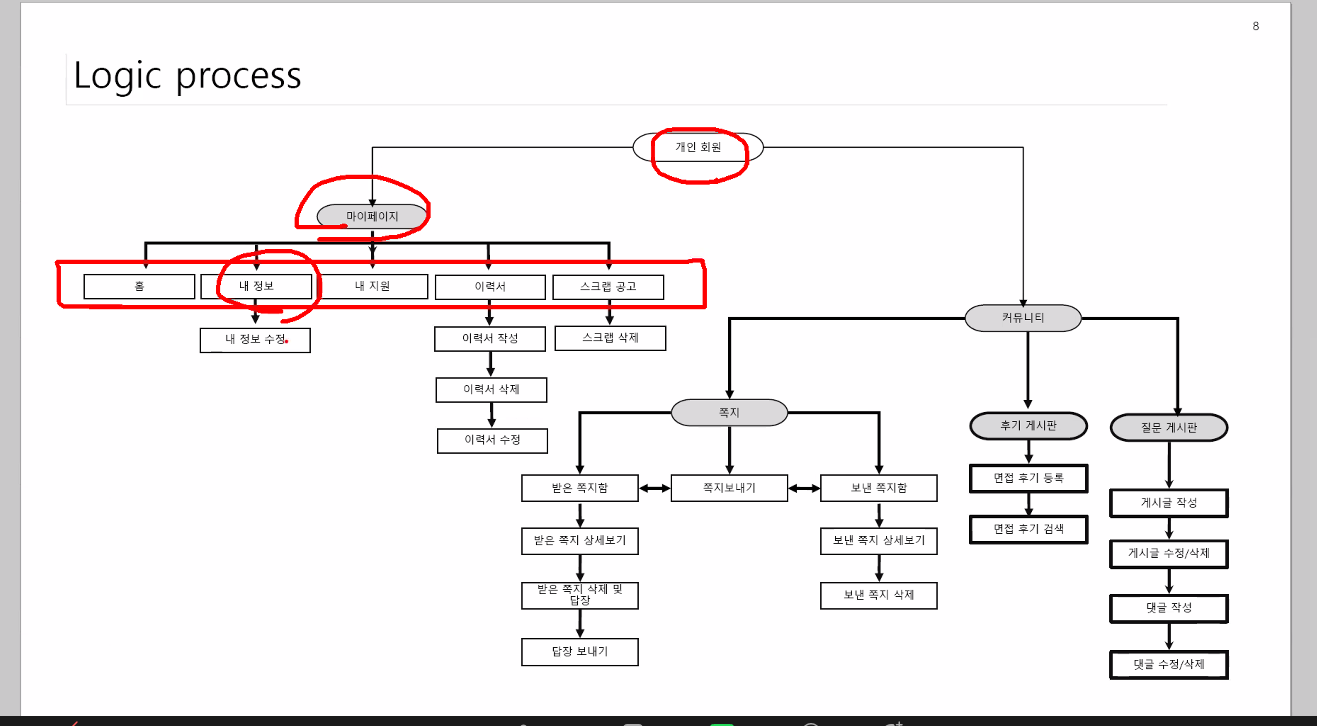 8
Logic process
개인 회원
마이페이지
홈
내 정보
내 지원
이력서
스크랩 공고
내 정보 수정
이력서 작성
스크랩 삭제
이력서 삭제
이력서 수정
커뮤니티
쪽지
후기 게시판
질문 게시판
받은 쪽지함
쪽지보내기
보낸 쪽지함
면접 후기 등록
게시글 작성
받은 쪽지 상세보기
보낸 쪽지 상세보기
면접 후기 검색
게시글 수정/삭제
받은 쪽지 삭제 및
답장
보낸 쪽지 삭제
댓글 작성
답장 보내기
댓글 수정/삭제